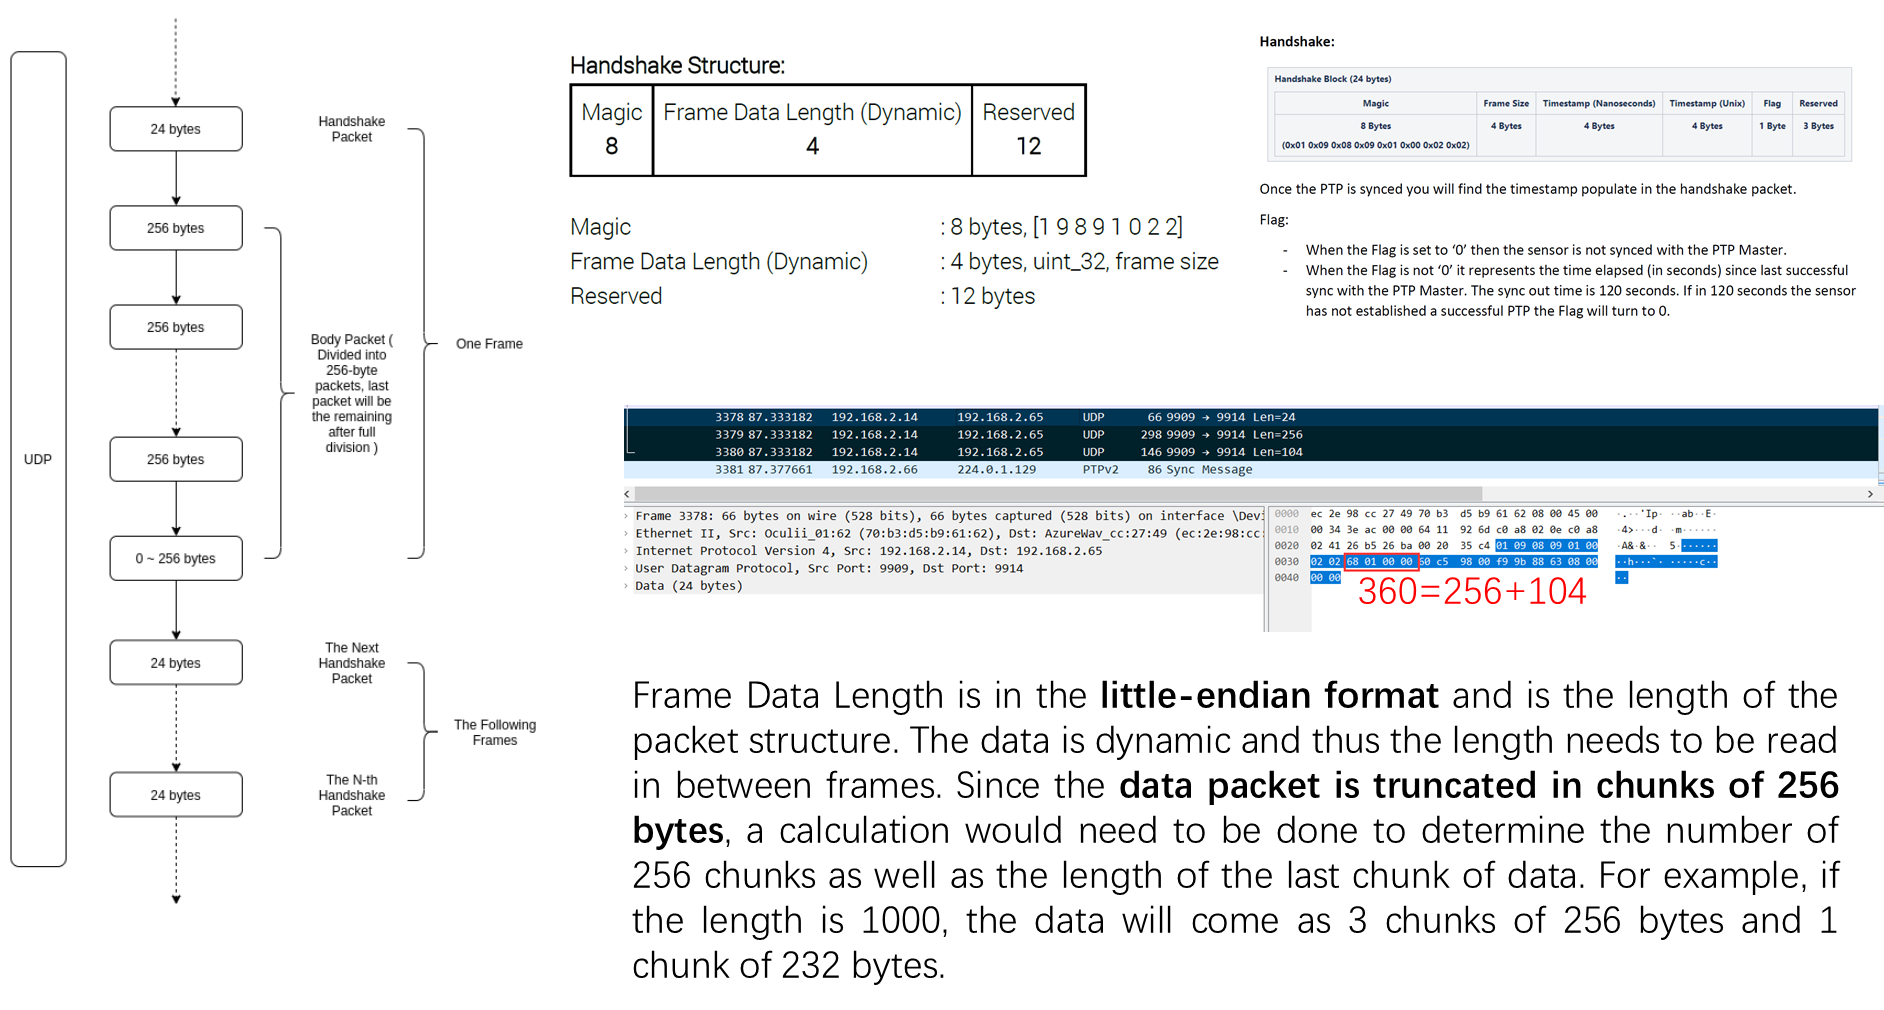 UDP
24 bytes
Handshake
Packet
256 bytes
256 bytes
Body Packet (
Divided into
256-byte
packets, last
packet will be
the remaining
after full
division )
One Frame
256 bytes
0 ~ 256 bytes
24 bytes
The Next
Handshake
Packet
The Following
Frames
24 bytes
The N-th
Handshake
Packet
Handshake Structure:
Magic Frame Data Length (Dynamic) Reserved
8 4 12
Magic : 8 bytes, [1 9 8 9 1 0 2 2]
Frame Data Length (Dynamic) : 4 bytes, uint_32, frame size
Reserved : 12 bytes
Handshake:
Handshake Block (24 bytes)
Magic Frame Size Timestamp (Nanoseconds) Timestamp (Unix) Flag Reserved
8 Bytes 4 Bytes 4 Bytes 4 Bytes 1 Byte 3 Bytes
(0x01 0x09 0x08 0x09 0x01 0x00 0x02 0x02)
Once the PTP is synced you will find the timestamp populate in the handshake packet.
Flag:
- When the Flag is set to ‘0’ then the sensor is not synced with the PTP Master.
- When the Flag is not ‘0’ it represents the time elapsed (in seconds) since last successful
sync with the PTP Master. The sync out time is 120 seconds. If in 120 seconds the sensor
has not established a successful PTP the Flag will turn to 0.
3378 87.333182 192.168.2.14 192.168.2.65 UDP 66 9909 → 9914 Len=24
3379 87.333182 192.168.2.14 192.168.2.65 UDP 298 9909 → 9914 Len=256
3380 87.333182 192.168.2.14 192.168.2.65 UDP 146 9909 → 9914 Len=104
3381 87.377661 192.168.2.66 224.0.1.129 PTPv2 86 Sync Message
Frame 3378: 66 bytes on wire (528 bits), 66 bytes captured (528 bits) on interface \Devi
Ethernet II, Src: Oculii_01:62 (70:b3:d5:b9:61:62), Dst: AzureWav_cc:27:49 (ec:2e:98:cc:
Internet Protocol Version 4, Src: 192.168.2.14, Dst: 192.168.2.65
User Datagram Protocol, Src Port: 9909, Dst Port: 9914
Data (24 bytes)
0000 ec 2e 98 cc 27 49 70 b3 d5 b9 61 62 08 00 45 00 ·.··'Ip· ··ab··E·
0010 00 34 3e ac 00 00 64 11 92 6d c0 a8 02 0e c0 a8 ·4>···d· ·m······
0020 02 41 26 b5 26 ba 00 20 35 c4 01 09 08 09 01 00 ·A&·&·· 5·······
0030 02 02 68 01 00 00 60 c5 98 00 f9 9b 88 63 08 00 ··h···`· ·····c··
0040 00 00 ··
360=256+104
Frame Data Length is in the little-endian format and is the length of the
packet structure. The data is dynamic and thus the length needs to be read
in between frames. Since the data packet is truncated in chunks of 256
bytes, a calculation would need to be done to determine the number of
256 chunks as well as the length of the last chunk of data. For example, if
the length is 1000, the data will come as 3 chunks of 256 bytes and 1
chunk of 232 bytes.